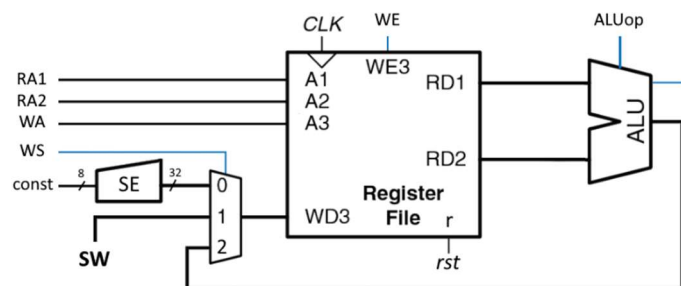 CLK WE ALUop
WE3
RA1 A1 RD1
RA2 A2
WA A3 ALU
WS
const 8 SE 32 0 RD2
Register
1 WD3 File r
SW 2
rst